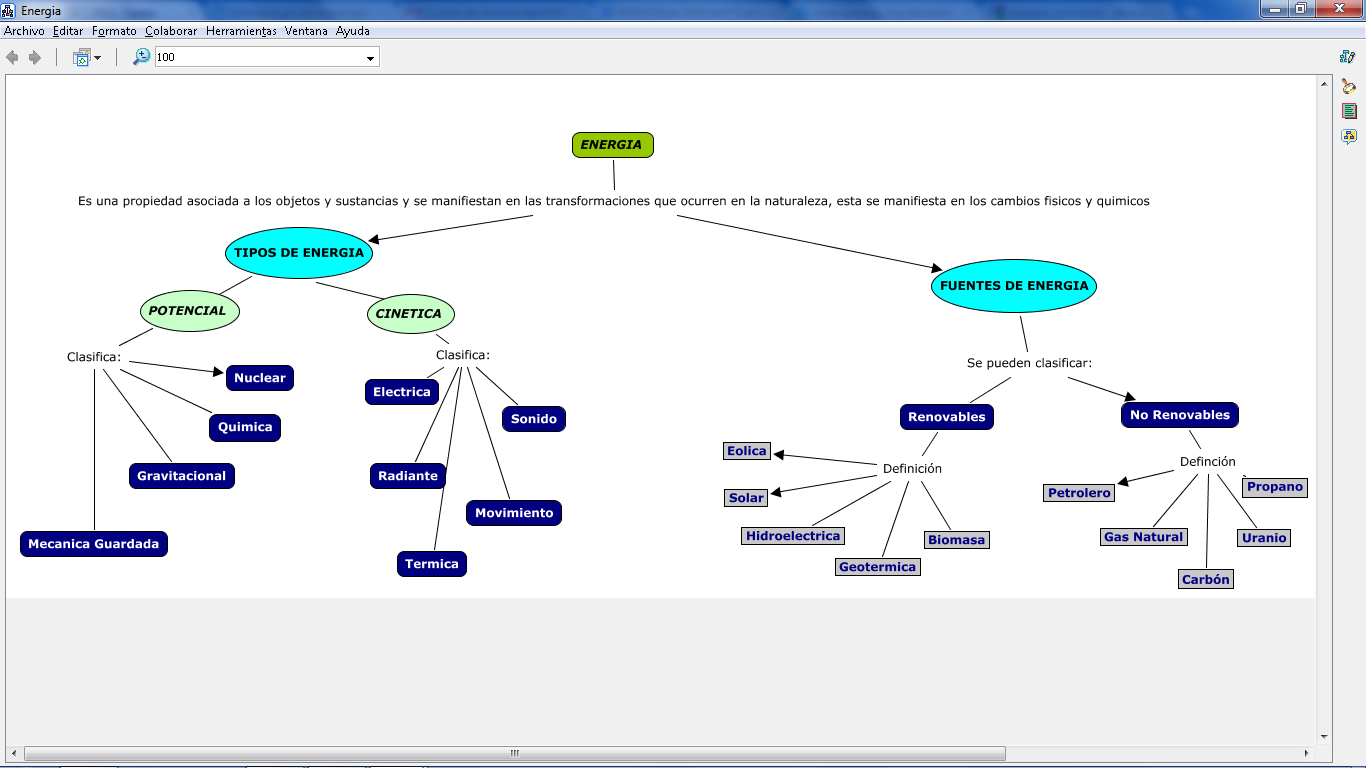 Energia
Archivo Editar Formato Colaborar Herramientas Ventana Ayuda
100
ENERGIA
Es una propiedad asociada a los objetos y sustancias y se manifiestan en las transformaciones que ocurren en la naturaleza, esta se manifiesta en los cambios fisicos y quimicos
TIPOS DE ENERGIA
POTENCIAL
CINETICA
Clasifica:
Nuclear
Quimica
Gravitacional
Mecanica Guardada
Clasifica:
Electrica
Sonido
Radiante
Movimiento
Termica
FUENTES DE ENERGIA
Se pueden clasificar:
Renovables
No Renovables
Definición
Eolica
Solar
Hidroelectrica
Geotermica
Biomasa
Definción
Petrolero
Propano
Gas Natural
Uranio
Carbón